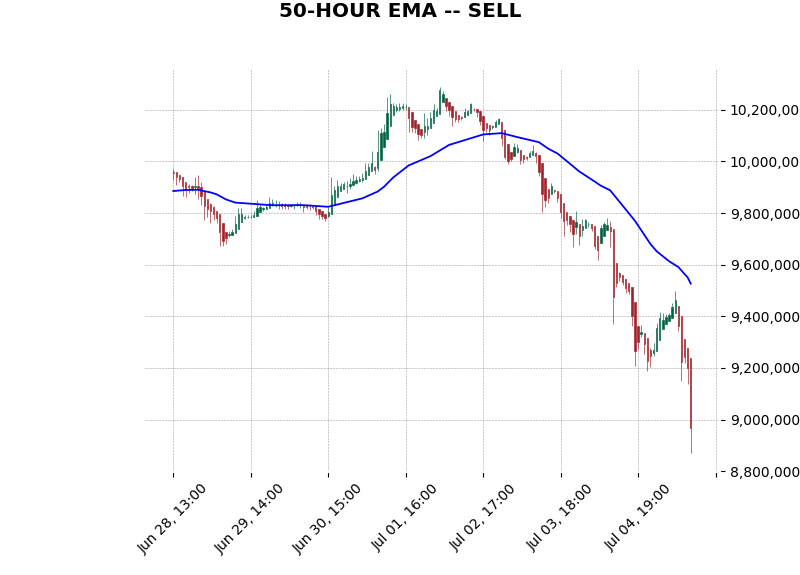 50-HOUR EMA -- SELL
10,200,00
10,000,00
9,800,000
9,600,000
9,400,000
9,200,000
9,000,000
8,800,000
Jun 28, 13:00
Jun 29, 14:00
Jun 30, 15:00
Jul 01, 16:00
Jul 02, 17:00
Jul 03, 18:00
Jul 04, 19:00